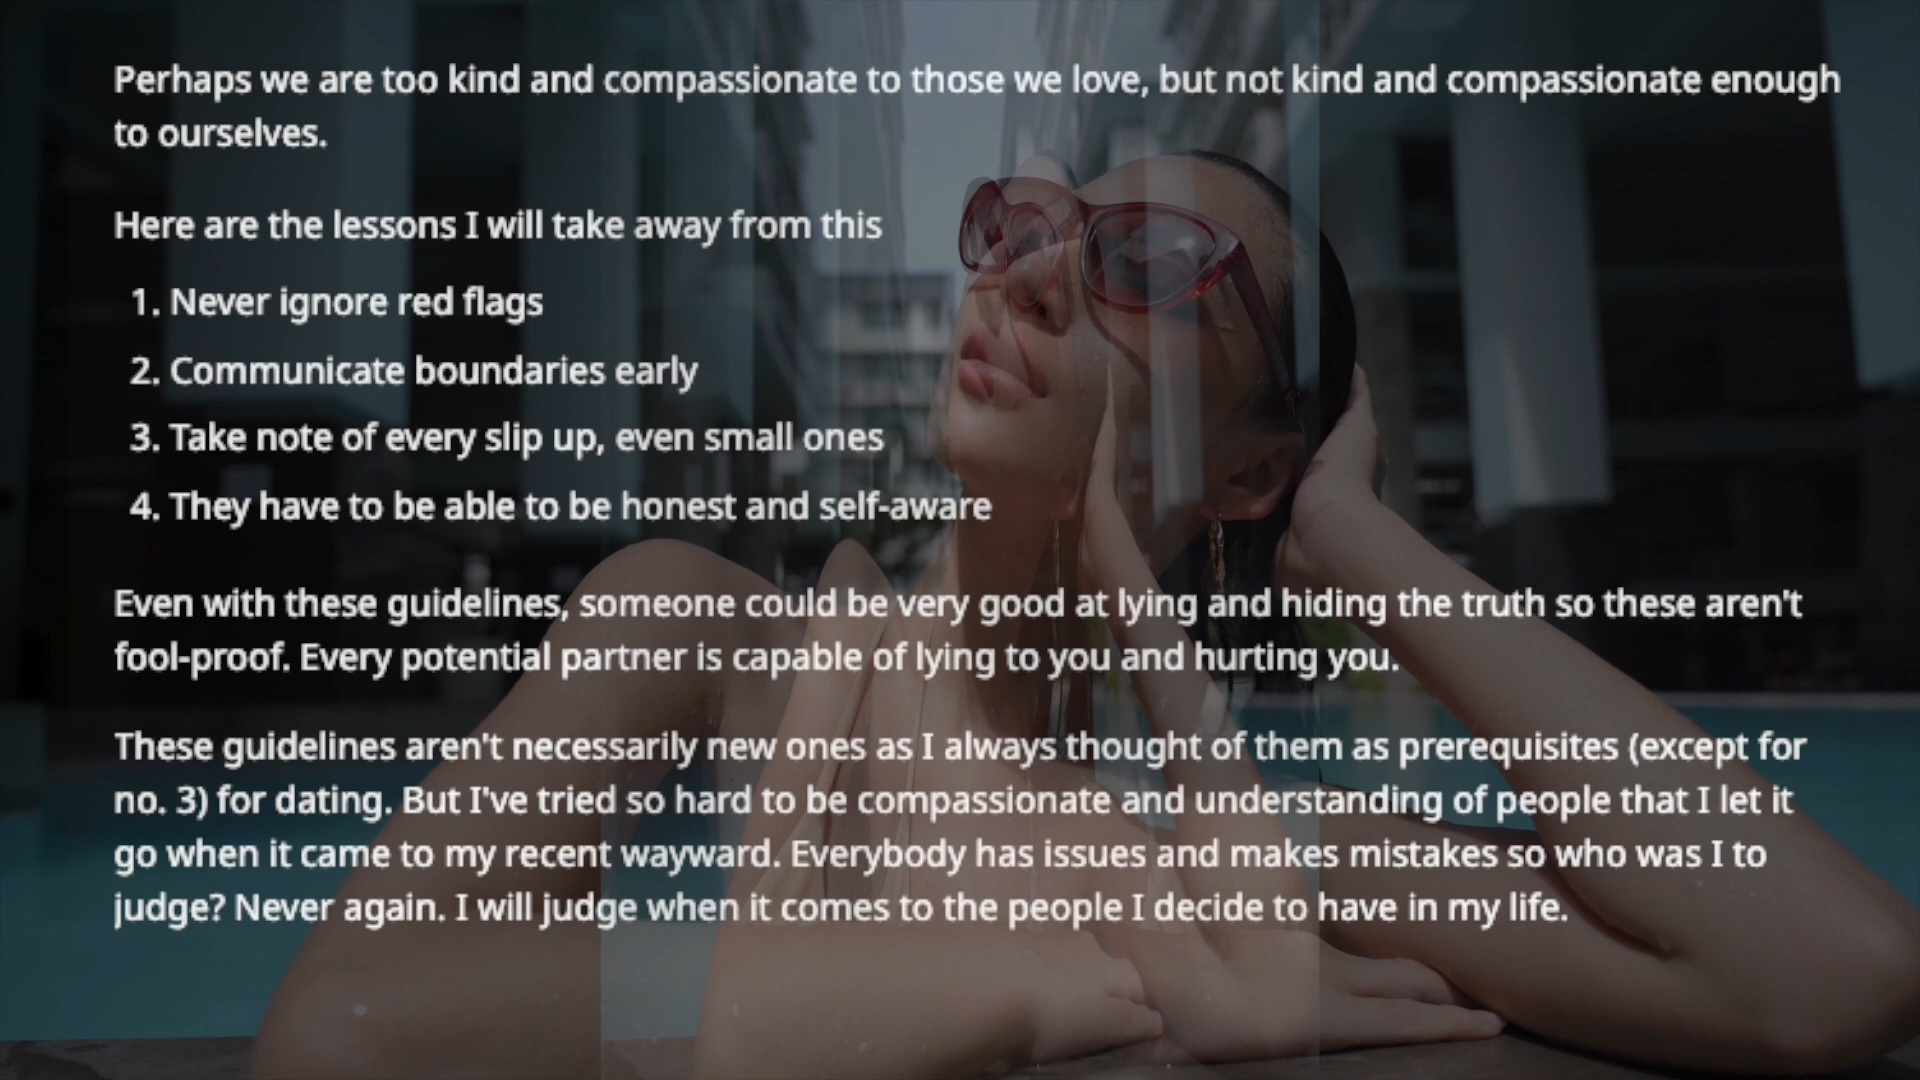 Perhaps we are too kind and compassionate to those we love, but not kind and compassionate enough
to ourselves.
Here are the lessons I will take away from this
1. Never ignore red flags
2. Communicate boundaries early
3. Take note of every slip up, even small ones
4. They have to be able to be honest and self-aware
Even with these guidelines, someone could be very good at lying and hiding the truth so these aren't
fool-proof. Every potential partner is capable of lying to you and hurting you.
These guidelines aren't necessarily new ones as I always thought of them as prerequisites (except for
no. 3) for dating. But I've tried so hard to be compassionate and understanding of people that I let it
go when it came to my recent wayward. Everybody has issues and makes mistakes so who was I to
judge? Never again. I will judge when it comes to the people I decide to have in my life.